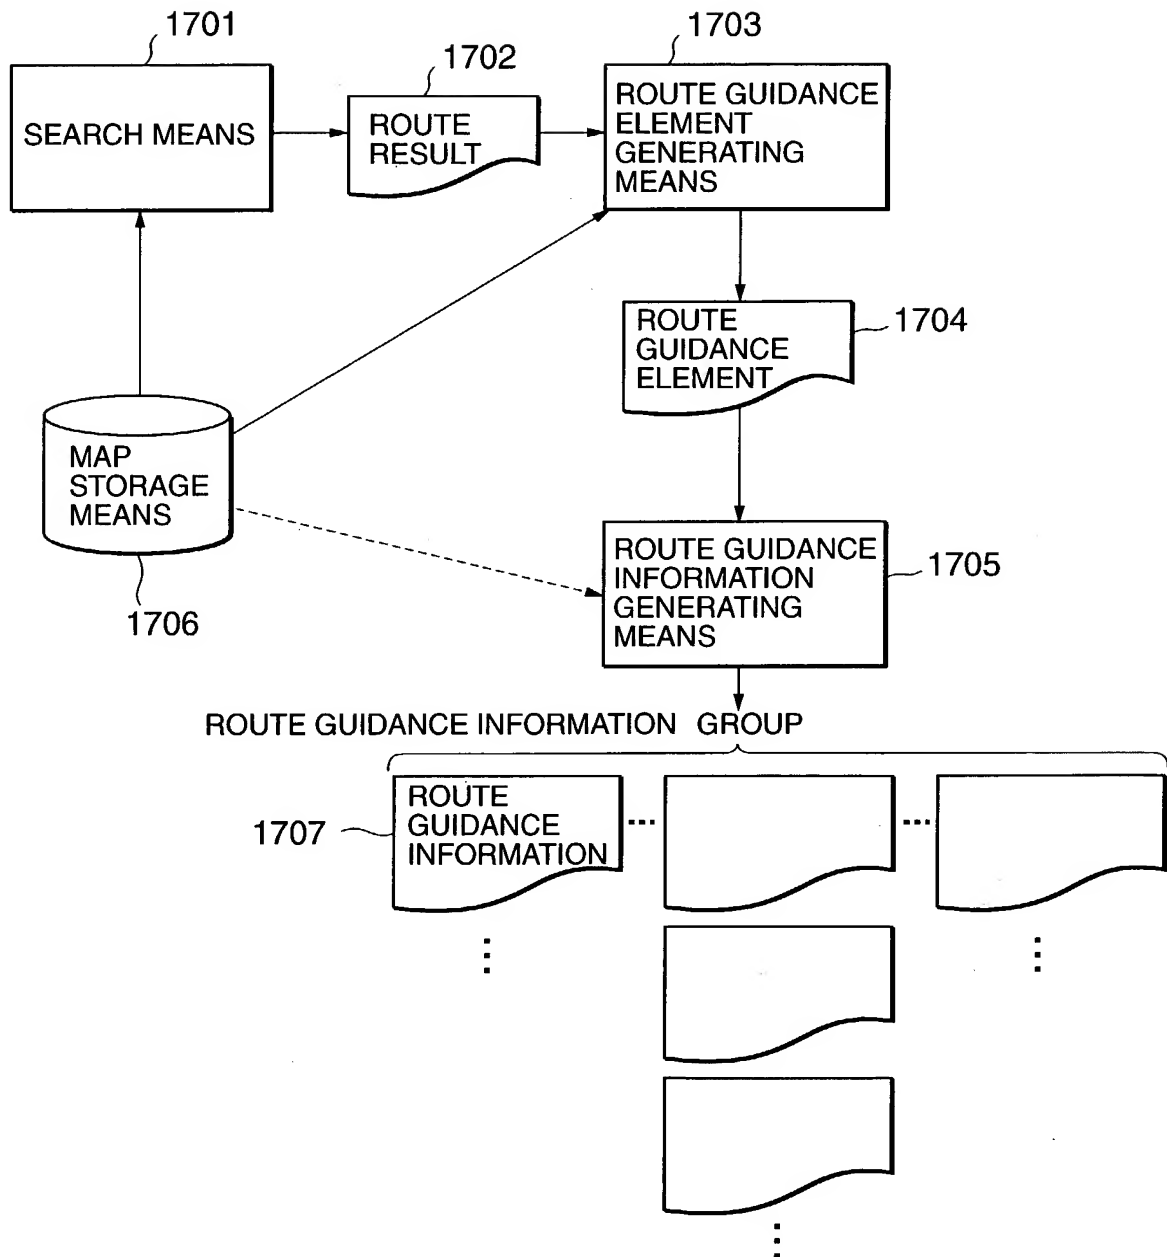 1701
1702
1703
SEARCH MEANS
ROUTE
RESULT
ROUTE GUIDANCE
ELEMENT
GENERATING
MEANS
ROUTE
GUIDANCE
ELEMENT
1704
MAP
STORAGE
MEANS
1706
ROUTE GUIDANCE
INFORMATION
GENERATING
MEANS
1705
ROUTE GUIDANCE INFORMATION GROUP
1707
ROUTE
GUIDANCE
INFORMATION